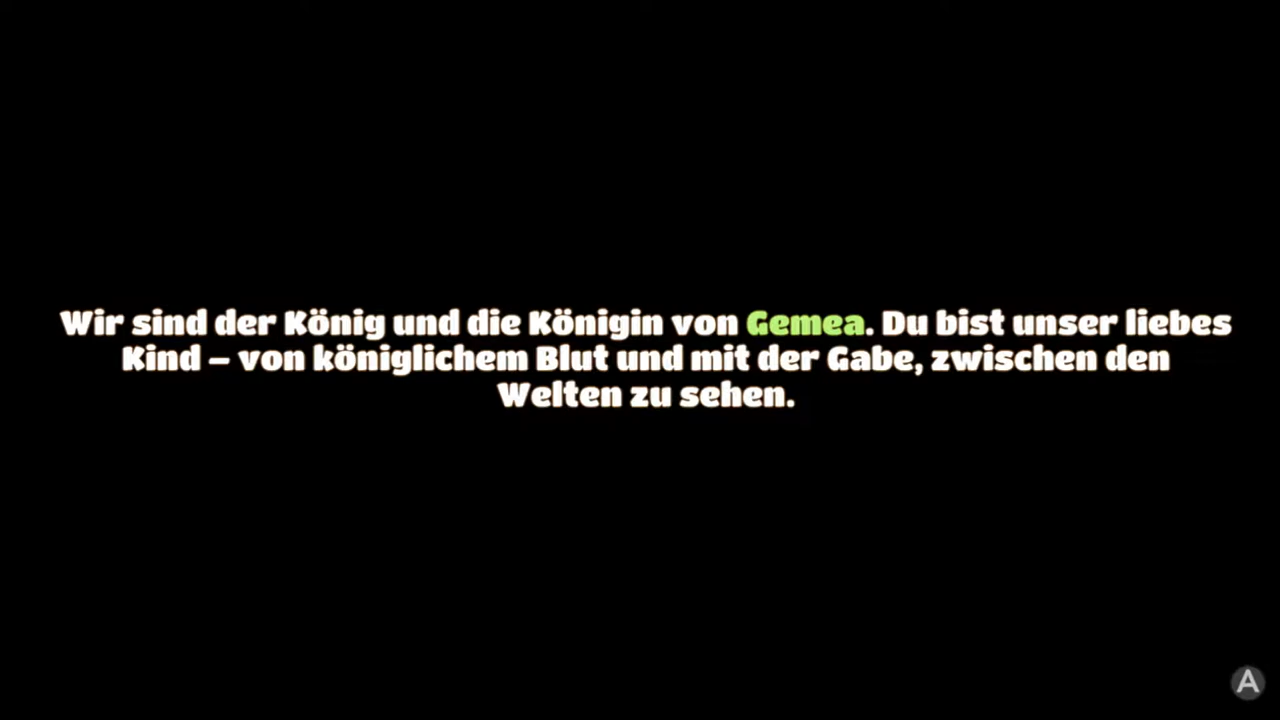 Wir sind der König und die Königin von Gemea. Du bist unser liebes
Kind – von königlichem Blut und mit der Gabe, zwischen den
Welten zu sehen.
A